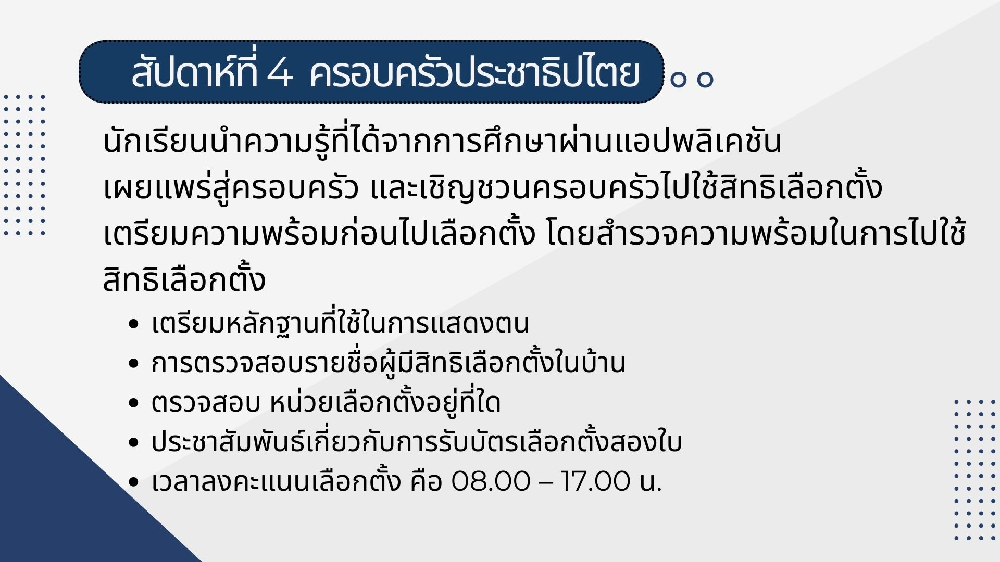 สัปดาห์ที่ 4 ครอบครัวประชาธิปไตย
นักเรียนนำความรู้ที่ได้จากการศึกษาผ่านแอปพลิเคชัน
เผยแพร่สู่ครอบครัว และเชิญชวนครอบครัวไปใช้สิทธิเลือกตั้ง
เตรียมความพร้อมก่อนไปเลือกตั้ง โดยสำรวจความพร้อมในการไปใช้
สิทธิเลือกตั้ง
• เตรียมหลักฐานที่ใช้ในการแสดงตน
• การตรวจสอบรายชื่อผู้มีสิทธิเลือกตั้งในบ้าน
• ตรวจสอบ หน่วยเลือกตั้งอยู่ที่ใด
• ประชาสัมพันธ์เกี่ยวกับการรับบัตรเลือกตั้งสองใบ
• เวลาลงคะแนนเลือกตั้ง คือ 08.00 – 17.00 น.